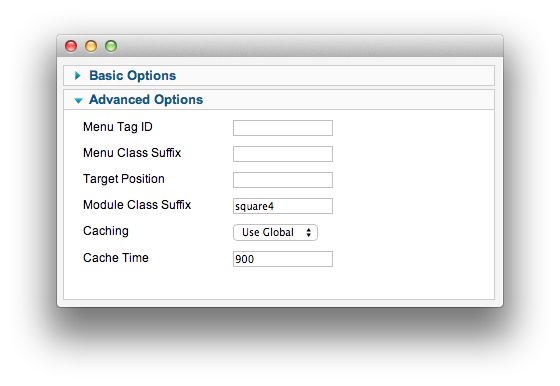 Basic Options
Advanced Options
Menu Tag ID
Menu Class Suffix
Target Position
Module Class Suffix square4
Caching Use Global
Cache Time 900